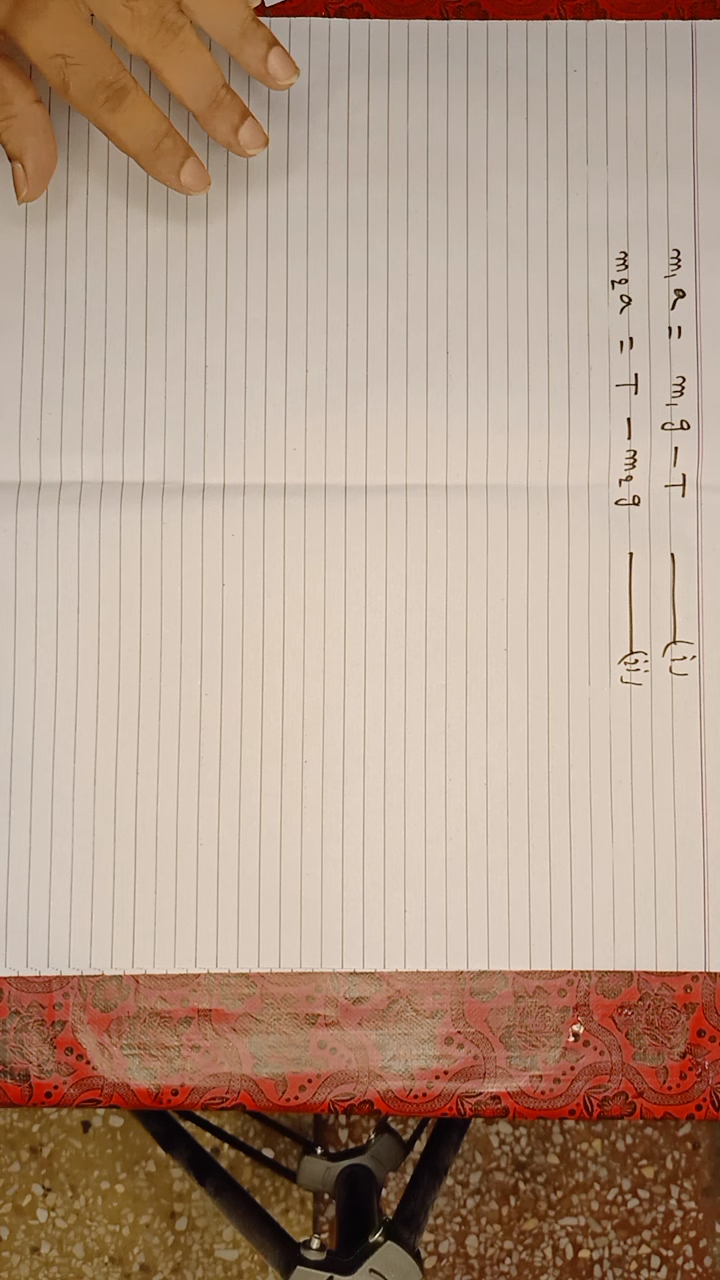 m₁a = m₁g - T —— (i)
m₂a = T - m₂g —— (ii)